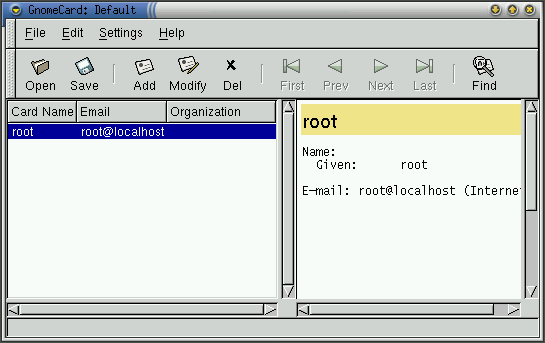 GnomeCard: Default
File Edit Settings Help
Open Save Add Modify Del First Prev Next Last Find
Card Name Email Organization
root root@localhost
root
Name:
Given: root
E-mail: root@localhost (Interne